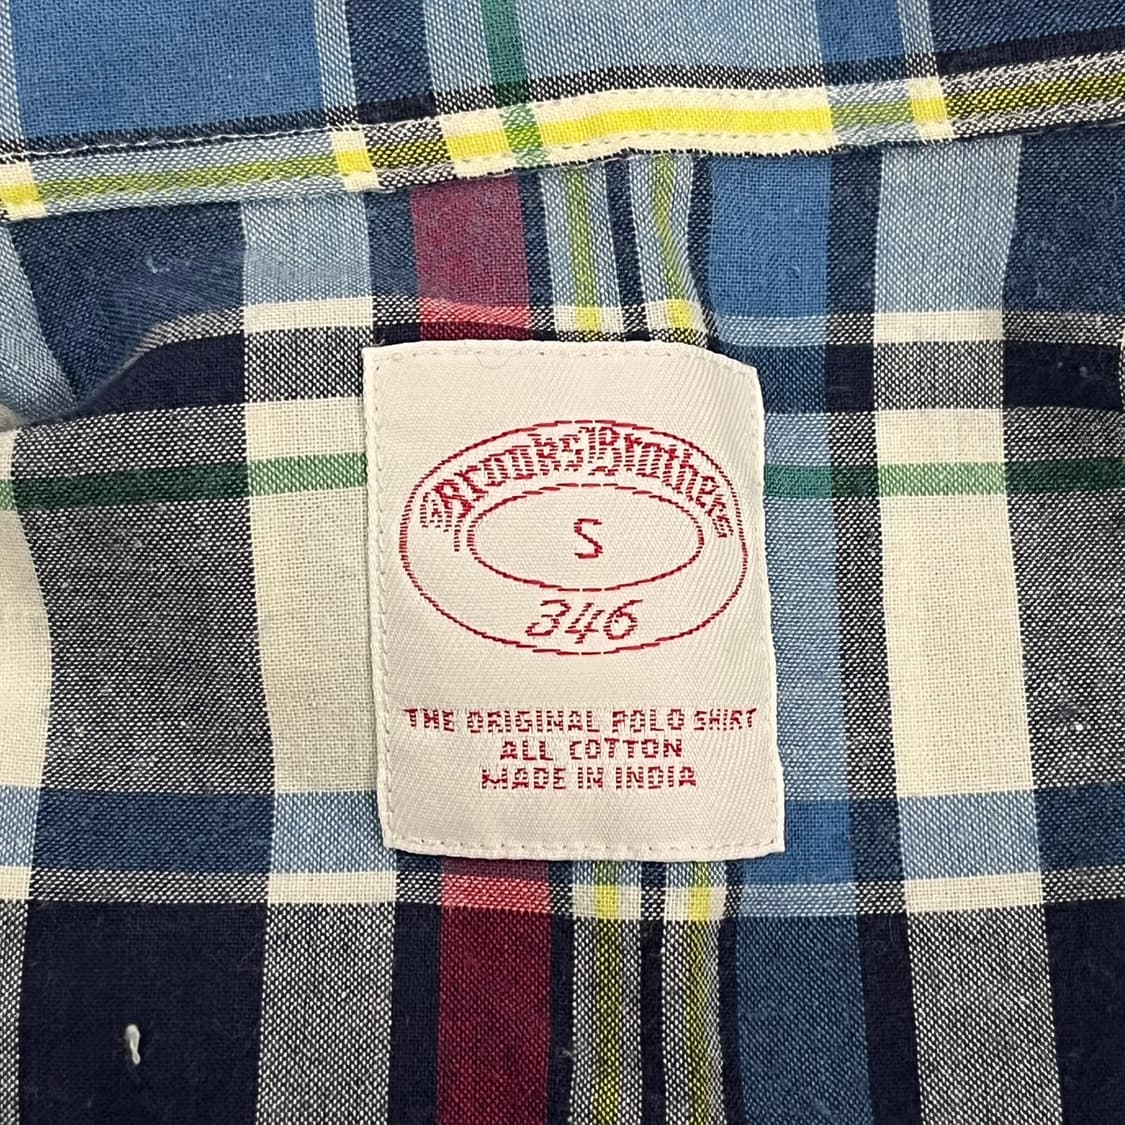 Brooks Brothers
S
346
THE ORIGINAL POLO SHIRT
ALL COTTON
MADE IN INDIA